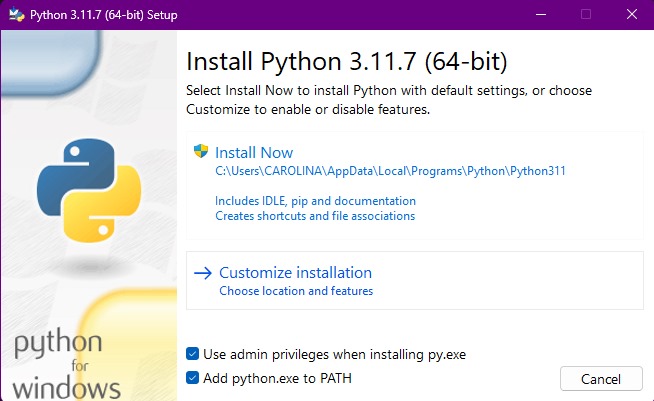 Python 3.11.7 (64-bit) Setup
Install Python 3.11.7 (64-bit)
Select Install Now to install Python with default settings, or choose
Customize to enable or disable features.
Install Now
C:\Users\CAROLINA\AppData\Local\Programs\Python\Python311
Includes IDLE, pip and documentation
Creates shortcuts and file associations
Customize installation
Choose location and features
python
for
windows
Use admin privileges when installing py.exe
Add python.exe to PATH
Cancel